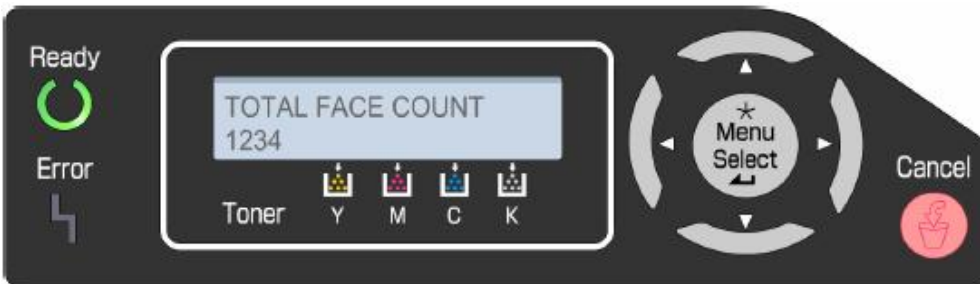 Ready
TOTAL FACE COUNT
1234
Error
Toner Y M C K
Menu
Select
Cancel